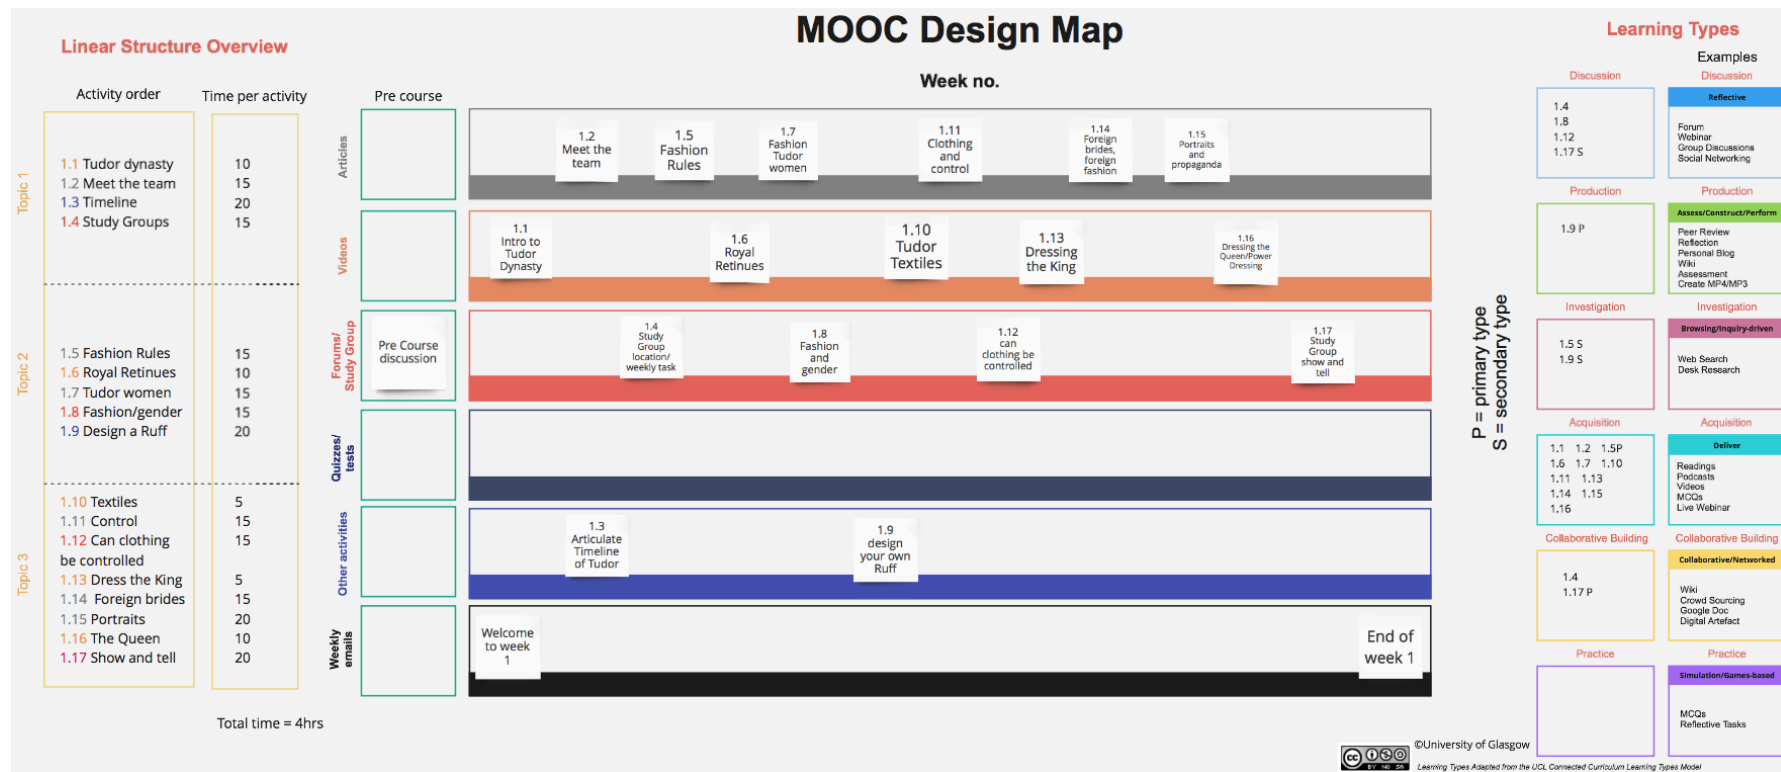 MOOC Design Map
Linear Structure Overview
Activity order
Time per activity
Topic 1
1.1 Tudor dynasty 10
1.2 Meet the team 15
1.3 Timeline 20
1.4 Study Groups 15
Topic 2
1.5 Fashion Rules 15
1.6 Royal Retinues 10
1.7 Tudor women 15
1.8 Fashion/gender 15
1.9 Design a Ruff 20
Topic 3
1.10 Textiles 5
1.11 Control 15
1.12 Can clothing 15
be controlled
1.13 Dress the King 5
1.14 Foreign brides 15
1.15 Portraits 20
1.16 The Queen 10
1.17 Show and tell 20
Total time = 4hrs
Pre course
Week no.
Articles
1.2
Meet the
team
1.5
Fashion
Rules
1.7
Fashion
Tudor
women
1.11
Clothing
and
control
1.14
Foreign
brides,
foreign
fashion
1.15
Portraits
and
propaganda
Videos
1.1
Intro to
Tudor
Dynasty
1.6
Royal
Retinues
1.10
Tudor
Textiles
1.13
Dressing
the King
1.16
Dressing the
Queen/Power
Dressing
Forums/
Study Group
Pre Course
discussion
1.4
Study
Group
location/
weekly task
1.8
Fashion
and
gender
1.12
can
clothing be
controlled
1.17
Study
Group
show and
tell
Quizzes/
tests
Other activities
1.3
Articulate
Timeline
of Tudor
1.9
design
your own
Ruff
Weekly
emails
Welcome
to week
1
End of
week 1
P = primary type
S = secondary type
Learning Types
Examples
Discussion
1.4
1.8
1.12
1.17 S
Discussion
Reflective
Forum
Webinar
Group Discussions
Social Networking
Production
1.9 P
Production
Assess/Construct/Perform
Peer Review
Reflection
Personal Blog
Wiki
Assessment
Create MP4/MP3
Investigation
1.5 S
1.9 S
Investigation
Browsing/Inquiry-driven
Web Search
Desk Research
Acquisition
1.1 1.2 1.5P
1.6 1.7 1.10
1.11 1.13
1.14 1.15
1.16
Acquisition
Deliver
Readings
Podcasts
Videos
MCQs
Live Webinar
Collaborative Building
1.4
1.17 P
Collaborative Building
Collaborative/Networked
Wiki
Crowd Sourcing
Google Doc
Digital Artefact
Practice
Practice
Simulation/Games-based
MCQs
Reflective Tasks
cc
BY NC SA
©University of Glasgow
Learning Types Adapted from the UCL Connected Curriculum Learning Types Model